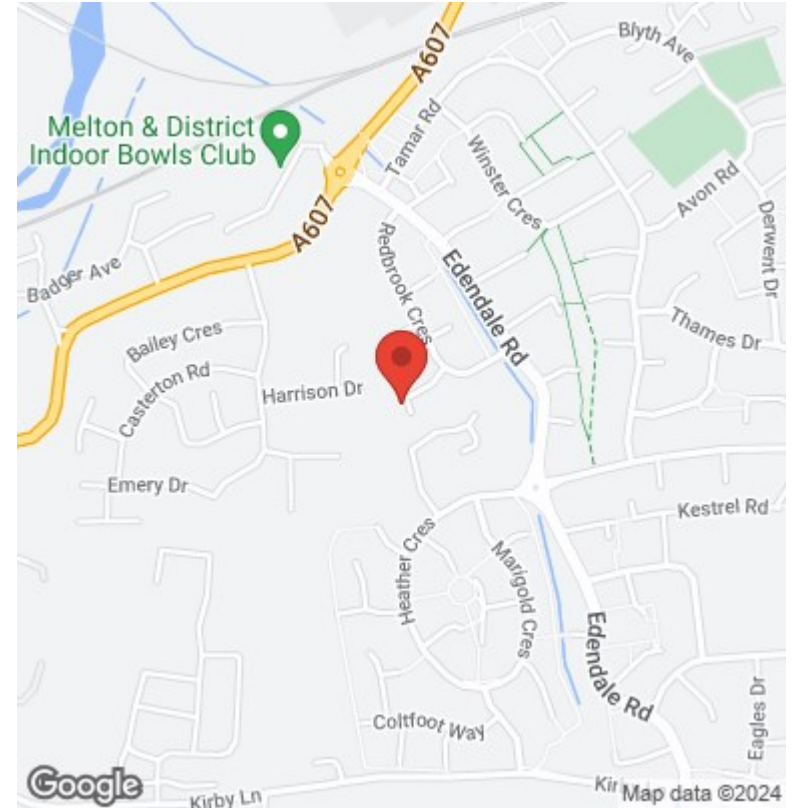 A607
Blyth Ave
Melton & District
Indoor Bowls Club
Tamar Rd
Winster Cres
Avon Rd
A607
Redbrook Cres
Derwent Dr
Badger Ave
Edendale Rd
Bailey Cres
Thames Dr
Casterton Rd
Harrison Dr
Emery Dr
Kestrel Rd
Heather Cres
Marigold Cres
Edendale Rd
Eagles Dr
Coltfoot Way
Google
Kirby Ln
Map data ©2024